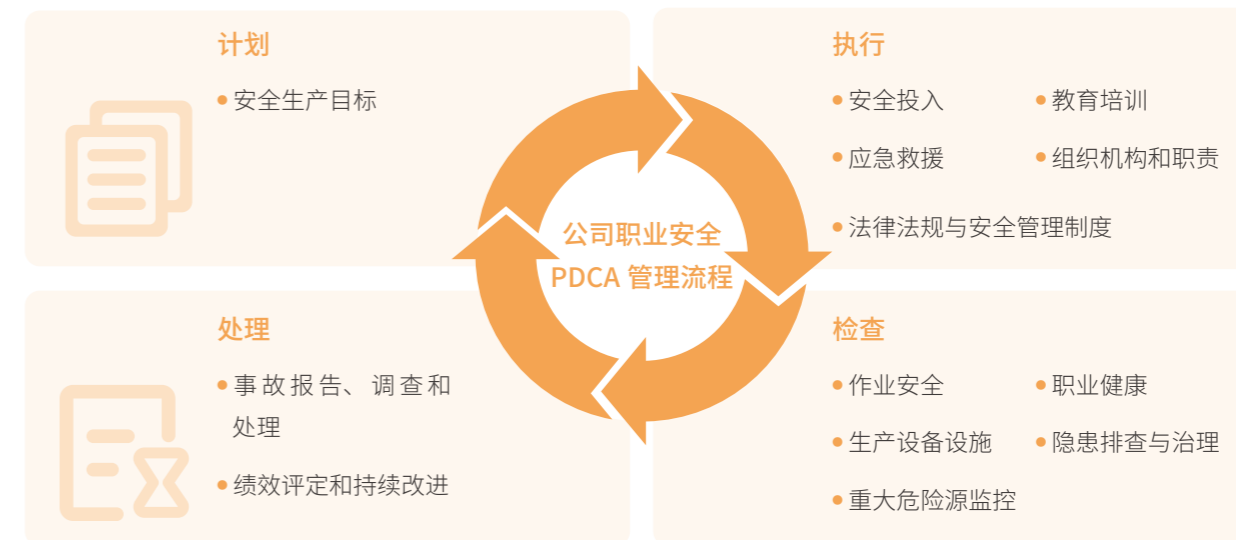 计划
安全生产目标
执行
安全投入
教育培训
应急救援
组织机构和职责
法律法规与安全管理制度
公司职业安全
PDCA 管理流程
处理
事故报告、调查和
处理
绩效评定和持续改进
检查
作业安全
职业健康
生产设备设施
隐患排查与治理
重大危险源监控